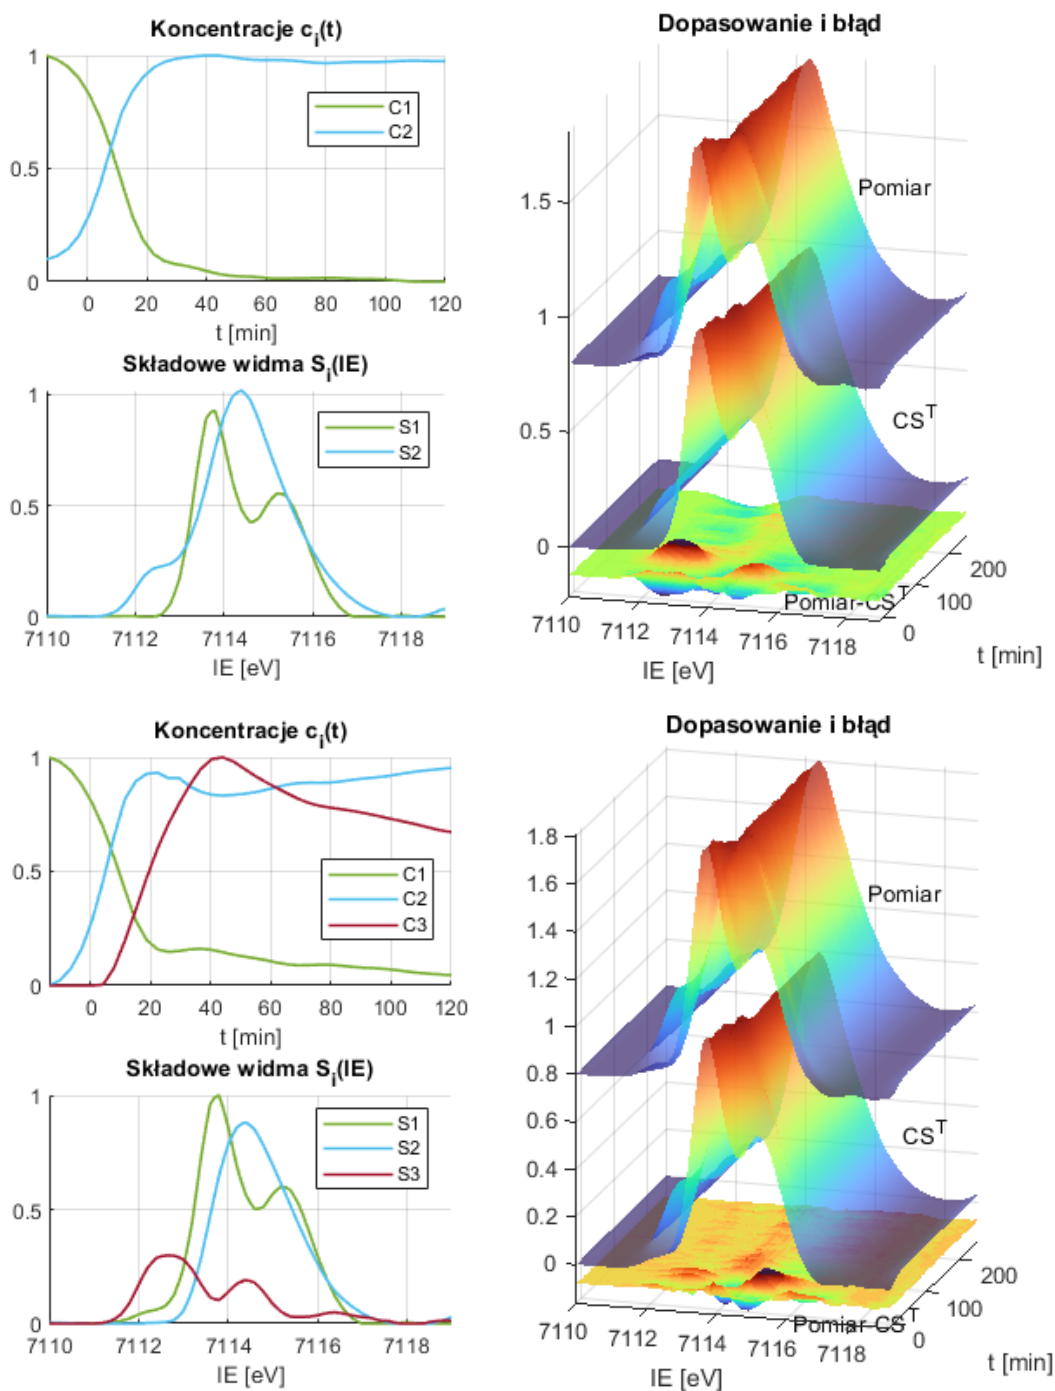 Koncentracje ci(t)
1
0.5
0
C1
C2
0 20 40 60 80 100 120
t [min]
Składowe widma Si(IE)
1
0.5
0
S1
S2
7110 7112 7114 7116 7118
IE [eV]
Dopasowanie i błąd
1.5
1
0.5
0
Pomiar
CS^T
Pomiar-CS^T
7110 7112 7114 7116 7118
IE [eV]
0 100 200
t [min]
Koncentracje ci(t)
1
0.5
0
C1
C2
C3
0 20 40 60 80 100 120
t [min]
Składowe widma Si(IE)
1
0.5
0
S1
S2
S3
7110 7112 7114 7116 7118
IE [eV]
Dopasowanie i błąd
1.8
1.6
1.4
1.2
1
0.8
0.6
0.4
0.2
0
Pomiar
CS^T
Pomiar-CS^T
7110 7112 7114 7116 7118
IE [eV]
0 100 200
t [min]